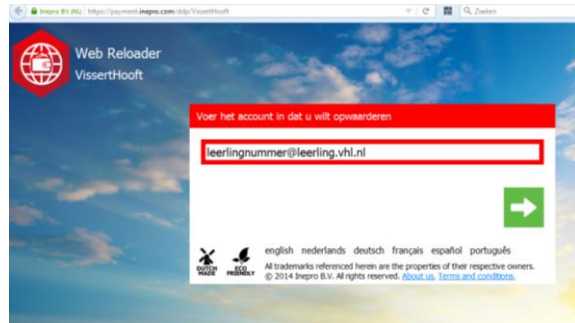 Inepro BV (NL) https://payment.inepro.com/ddp/VissertHooft
Zoeken
Web Reloader
VissertHooft
Voer het account in dat u wilt opwaarderen
leerlingnummer@leerling.vhl.nl
english nederlands deutsch français español português
DUTCH MADE ECO FRIENDLY
All trademarks referenced herein are the properties of their respective owners.
© 2014 Inepro B.V. All rights reserved. About us, Terms and conditions.